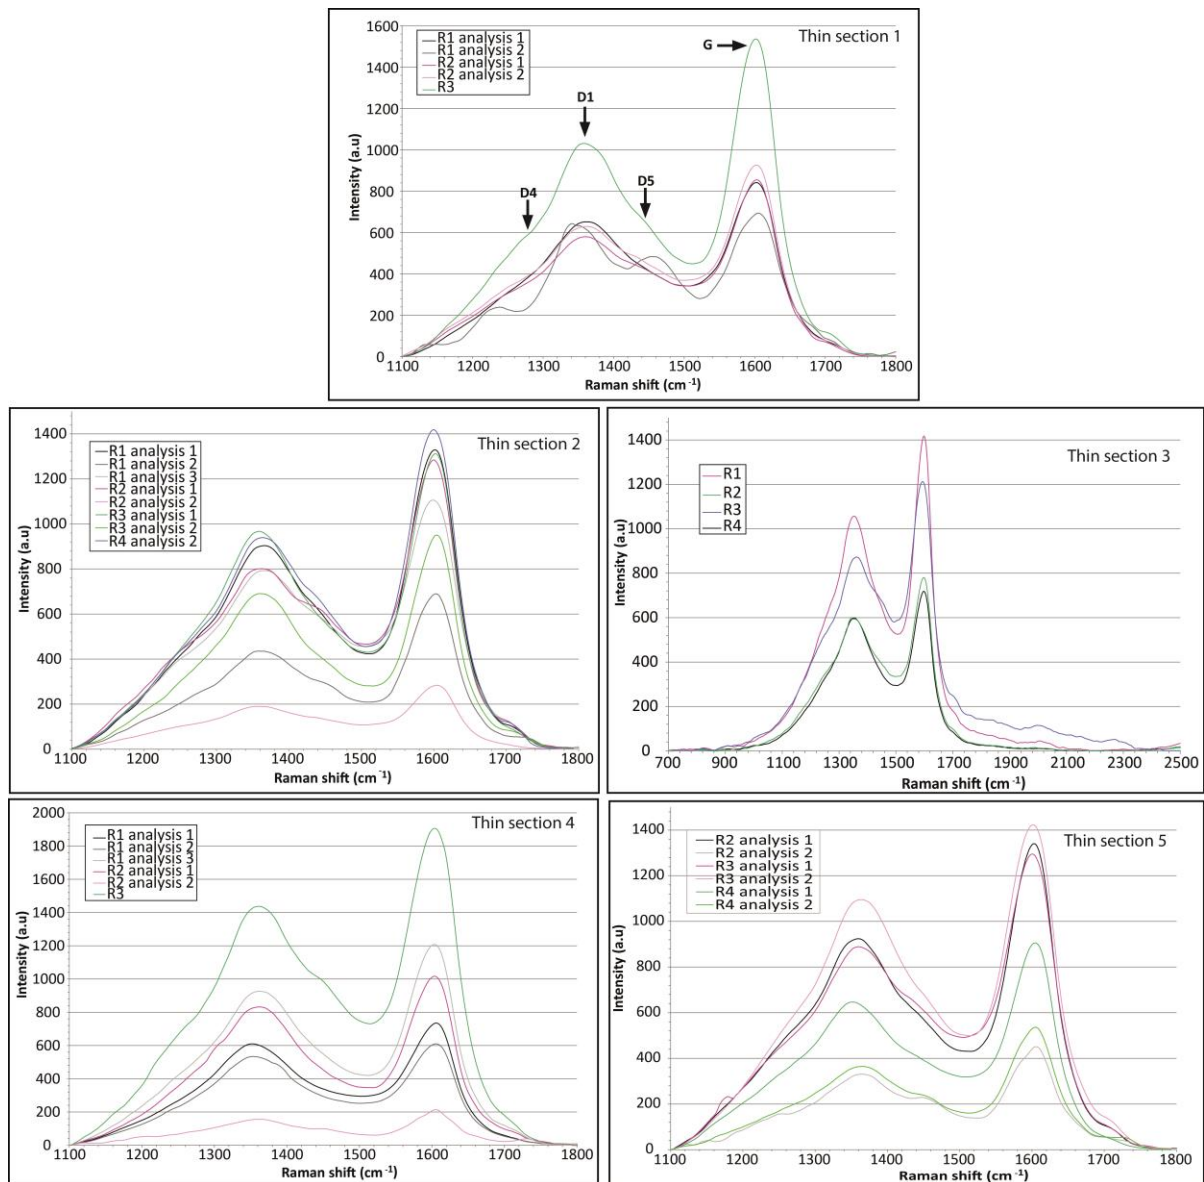 Thin section 1
R1 analysis 1
R1 analysis 2
R2 analysis 1
R2 analysis 2
R3
G
D1
D4
D5
Intensity (a.u)
1600
1400
1200
1000
800
600
400
200
0
1100 1200 1300 1400 1500 1600 1700 1800
Raman shift (cm⁻¹)
Thin section 2
R1 analysis 1
R1 analysis 2
R1 analysis 3
R2 analysis 1
R2 analysis 2
R3 analysis 1
R3 analysis 2
R4 analysis 2
Intensity (a.u)
1400
1200
1000
800
600
400
200
0
1100 1200 1300 1400 1500 1600 1700 1800
Raman shift (cm⁻¹)
Thin section 3
R1
R2
R3
R4
Intensity (a.u)
1400
1200
1000
800
600
400
200
0
700 900 1100 1300 1500 1700 1900 2100 2300 2500
Raman shift (cm⁻¹)
Thin section 4
R1 analysis 1
R1 analysis 2
R1 analysis 3
R2 analysis 1
R2 analysis 2
R3
Intensity (a.u)
2000
1800
1600
1400
1200
1000
800
600
400
200
0
1100 1200 1300 1400 1500 1600 1700 1800
Raman shift (cm⁻¹)
Thin section 5
R2 analysis 1
R2 analysis 2
R3 analysis 1
R3 analysis 2
R4 analysis 1
R4 analysis 2
Intensity (a.u)
1400
1200
1000
800
600
400
200
0
1100 1200 1300 1400 1500 1600 1700 1800
Raman shift (cm⁻¹)